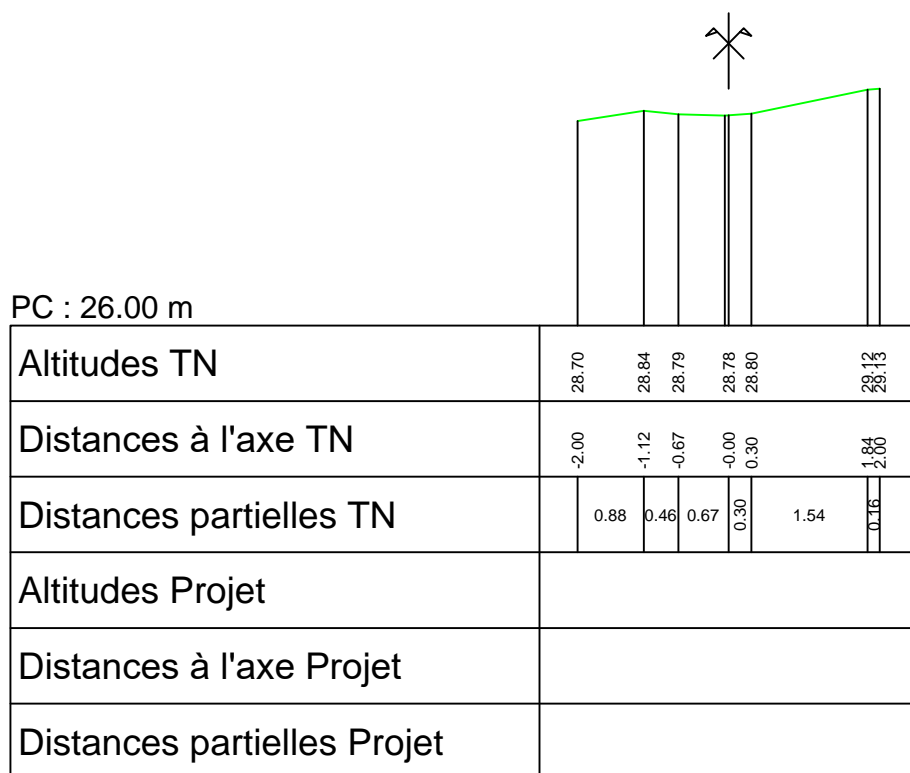 PC : 26.00 m
Altitudes TN 28.70 28.84 28.79 28.78 28.80 29.12 29.13
Distances à l'axe TN -2.00 -1.12 -0.67 -0.00 0.30 1.84 2.00
Distances partielles TN 0.88 0.46 0.67 0.30 1.54 0.16
Altitudes Projet
Distances à l'axe Projet
Distances partielles Projet